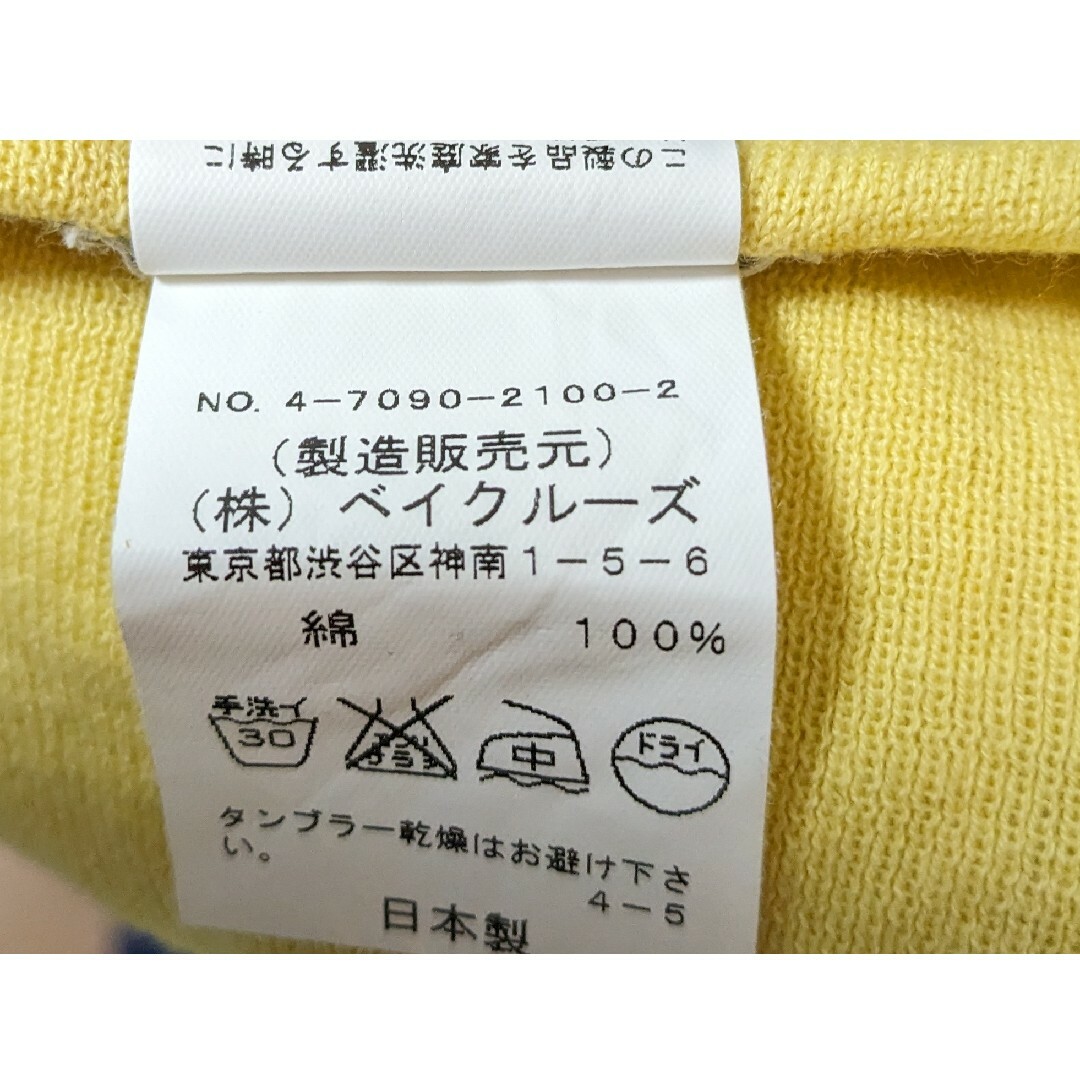 この製品を家庭洗濯する時に
NO. 4-7090-2100-2
(製造販売元)
(株) ベイクルーズ
東京都渋谷区神南1-5-6
綿 100%
手洗イ
30
中
ドライ
タンブラー乾燥はお避け下さ
い。
4-5
日本製